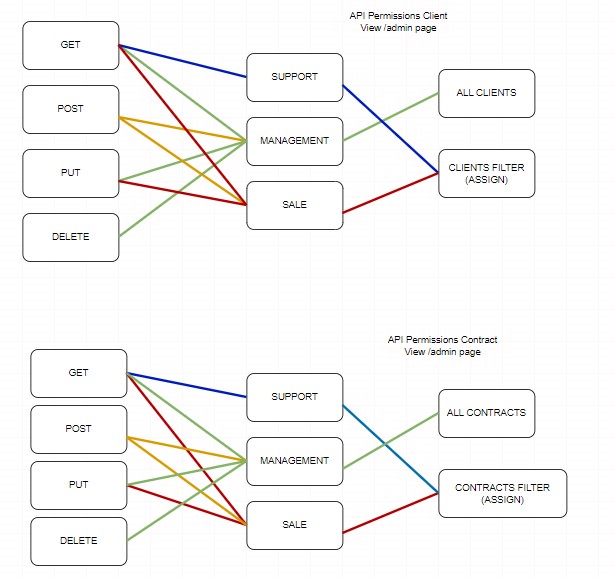 API Permissions Client
View /admin page
GET
SUPPORT
ALL CLIENTS
POST
MANAGEMENT
PUT
CLIENTS FILTER
(ASSIGN)
SALE
DELETE
API Permissions Contract
View /admin page
GET
SUPPORT
ALL CONTRACTS
POST
MANAGEMENT
PUT
CONTRACTS FILTER
(ASSIGN)
SALE
DELETE